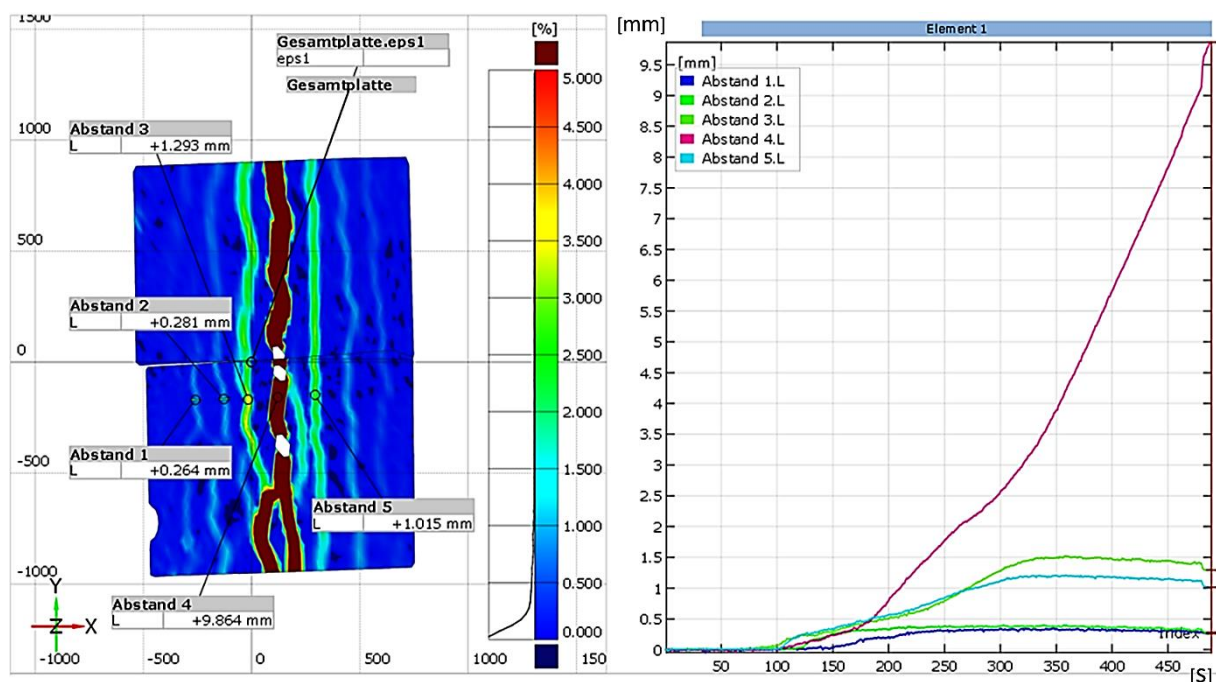 1500
1000
500
0
-500
-1000
-1000
-500
0
500
1000
150
Gesamtplatte.eps1
eps1
Gesamtplatte
Abstand 3
L +1.293 mm
Abstand 2
L +0.281 mm
Abstand 1
L +0.264 mm
Abstand 5
L +1.015 mm
Abstand 4
L +9.864 mm
Y
Z X
[%]
5.000
4.500
4.000
3.500
3.000
2.500
2.000
1.500
1.000
0.500
0.000
[mm]
Element 1
[mm]
Abstand 1.L
Abstand 2.L
Abstand 3.L
Abstand 4.L
Abstand 5.L
9.5
9
8.5
8
7.5
7
6.5
6
5.5
5
4.5
4
3.5
3
2.5
2
1.5
1
0.5
0
Index
50
100
150
200
250
300
350
400
450
[S]